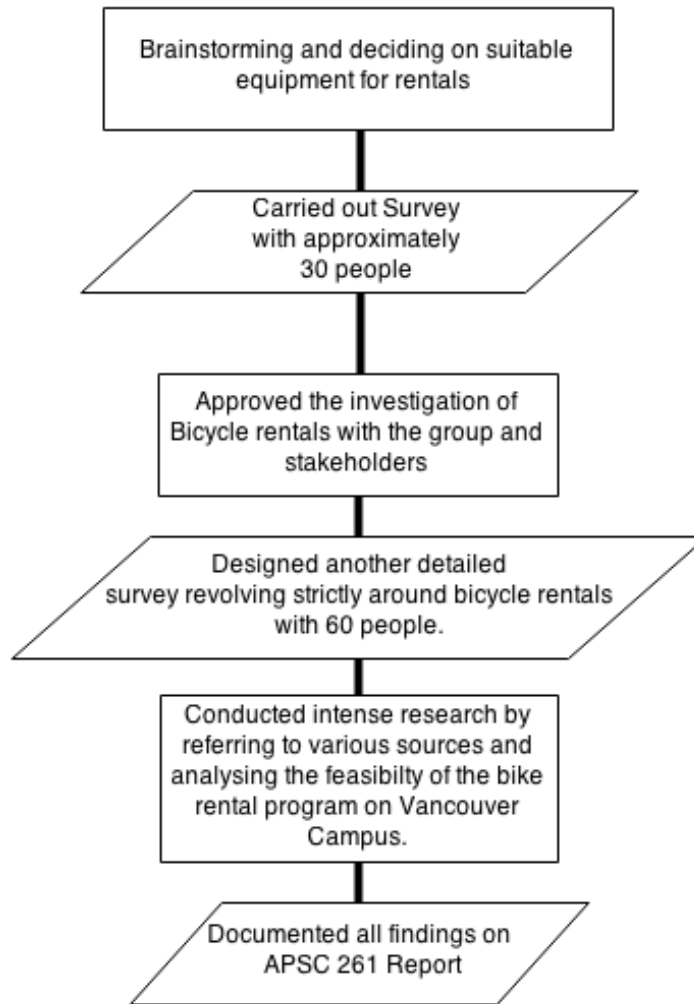 Brainstorming and deciding on suitable
equipment for rentals
Carried out Survey
with approximately
30 people
Approved the investigation of
Bicycle rentals with the group and
stakeholders
Designed another detailed
survey revolving strictly around bicycle rentals
with 60 people.
Conducted intense research by
referring to various sources and
analysing the feasibilty of the bike
rental program on Vancouver
Campus.
Documented all findings on
APSC 261 Report